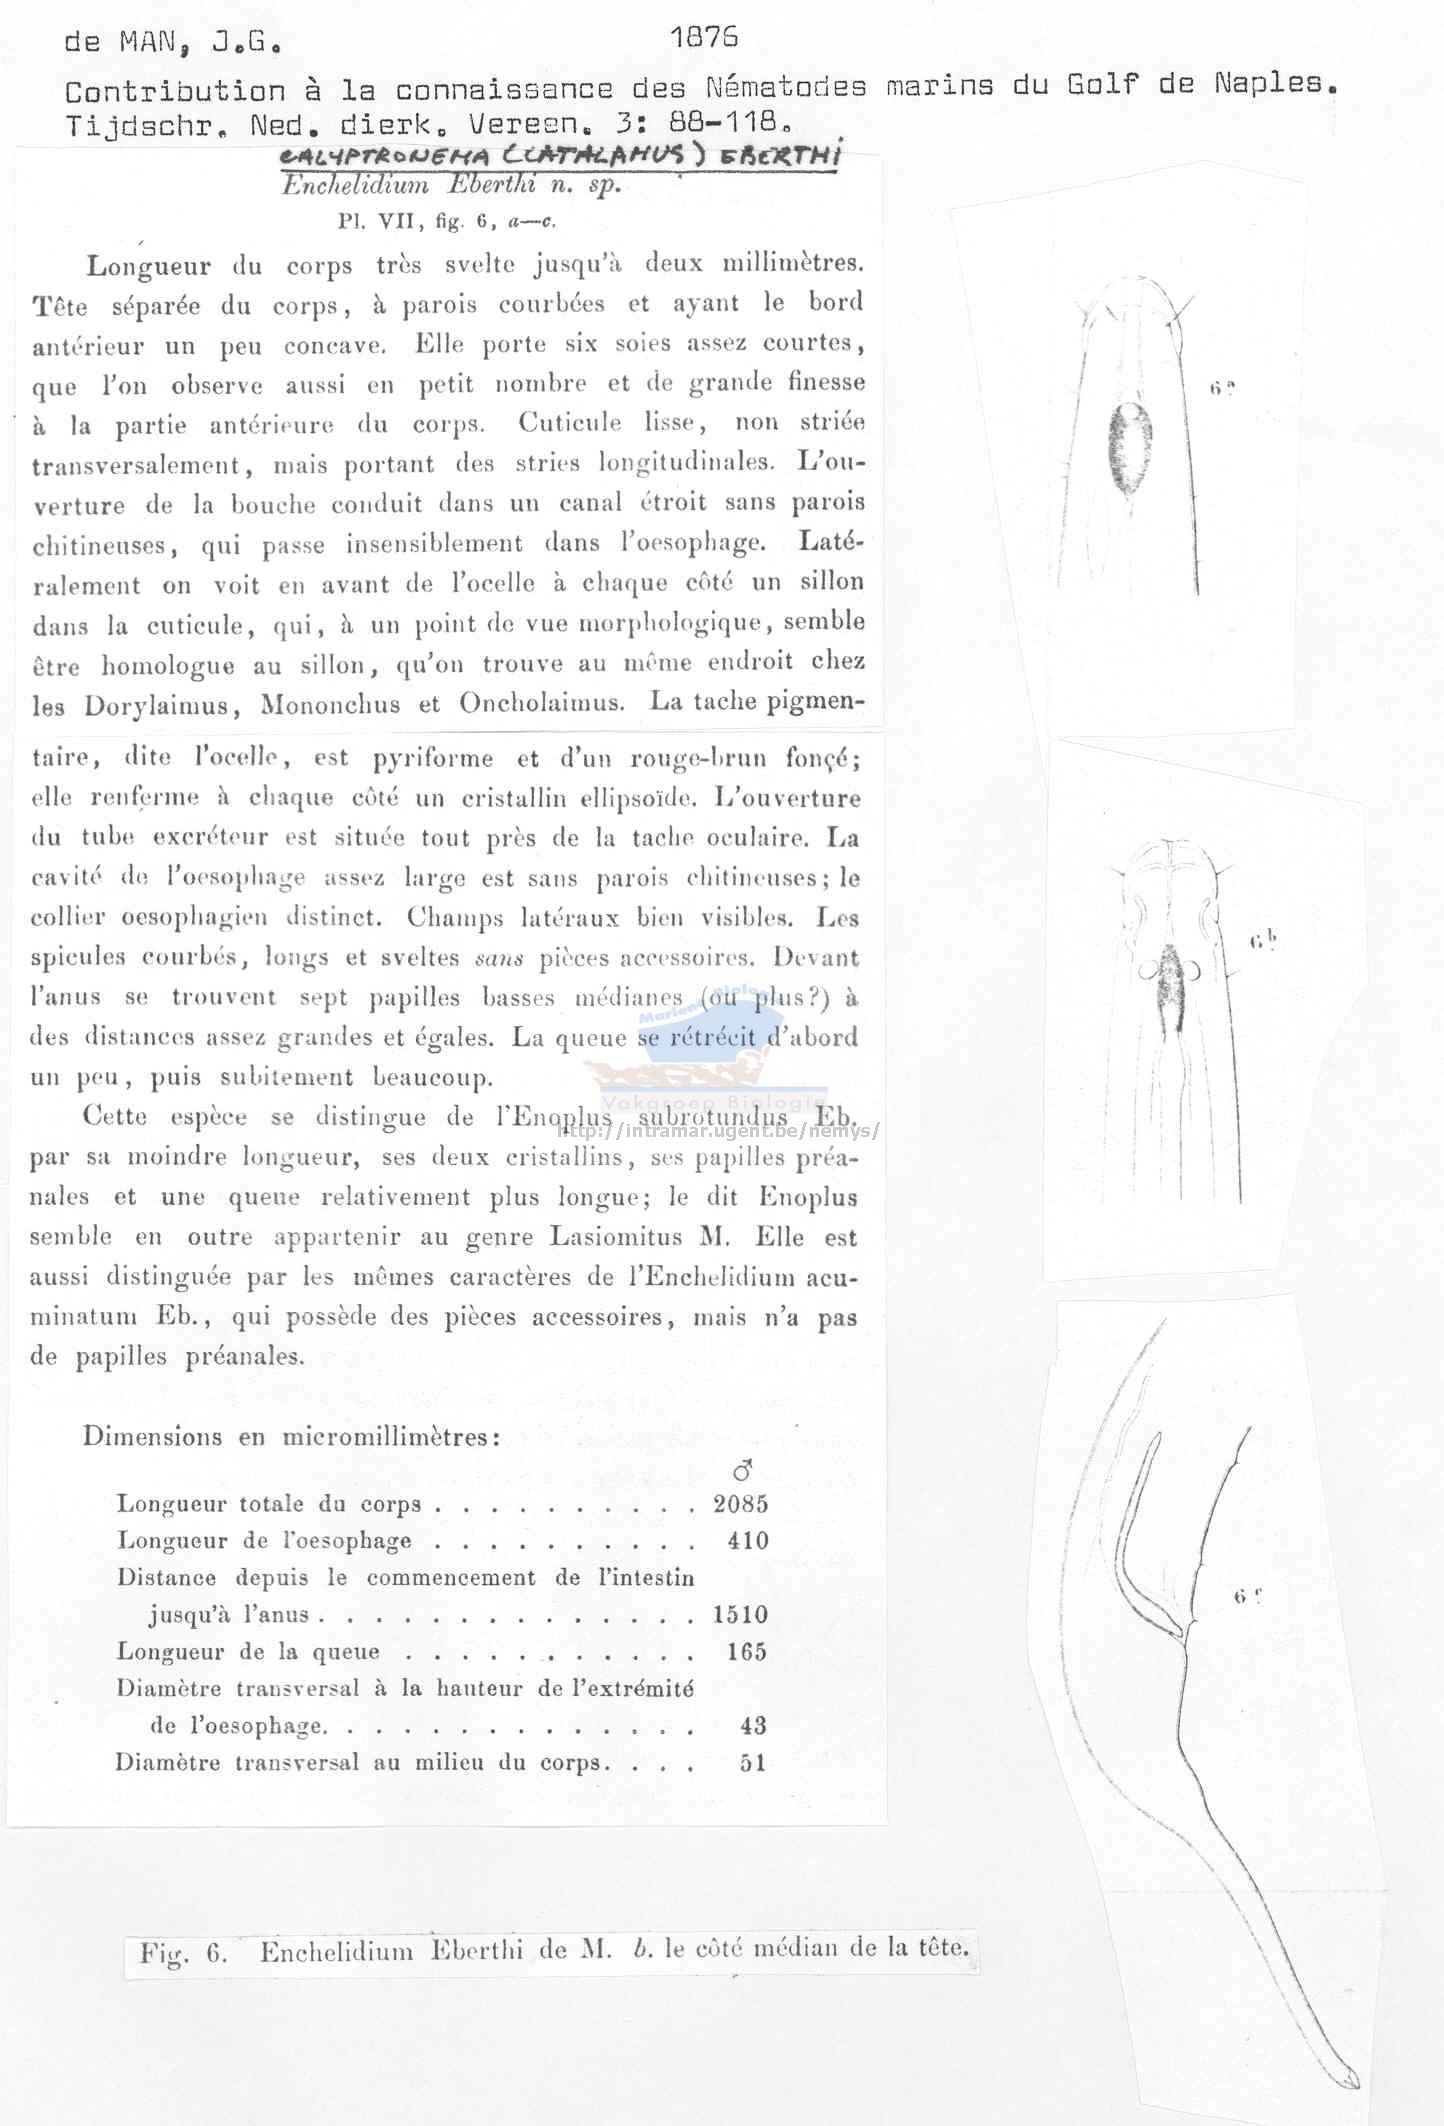 de MAN, J.G. 1876
Contribution à la connaissance des Nématodes marins du Golf de Naples.
Tijdschr. Ned. dierk. Vereen. 3: 88-118.
CALYPTRONEMA (CATALAMUS) EBERTHI
Enchelidium Eberthi n. sp.
Pl. VII, fig. 6, a—c.
Longueur du corps très svelte jusqu'à deux millimètres.
Tête séparée du corps, à parois courbées et ayant le bord
antérieur un peu concave. Elle porte six soies assez courtes,
que l'on observe aussi en petit nombre et de grande finesse
à la partie antérieure du corps. Cuticule lisse, non striée
transversalement, mais portant des stries longitudinales. L'ou-
verture de la bouche conduit dans un canal étroit sans parois
chitineuses, qui passe insensiblement dans l'oesophage. Laté-
ralement on voit en avant de l'ocelle à chaque côté un sillon
dans la cuticule, qui, à un point de vue morphologique, semble
être homologue au sillon, qu'on trouve au même endroit chez
les Dorylaimus, Mononchus et Oncholaimus. La tache pigmen-
taire, dite l'ocelle, est pyriforme et d'un rouge-brun fonçé;
elle renferme à chaque côté un cristallin ellipsoïde. L'ouverture
du tube excréteur est située tout près de la tache oculaire. La
cavité de l'oesophage assez large est sans parois chitineuses; le
collier oesophagien distinct. Champs latéraux bien visibles. Les
spicules courbés, longs et sveltes sans pièces accessoires. Devant
l'anus se trouvent sept papilles basses médianes (ou plus?) à
des distances assez grandes et égales. La queue se rétrécit d'abord
un peu, puis subitement beaucoup.
Cette espèce se distingue de l'Enoplus subrotundus Eb.
par sa moindre longueur, ses deux cristallins, ses papilles préa-
nales et une queue relativement plus longue; le dit Enoplus
semble en outre appartenir au genre Lasiomitus M. Elle est
aussi distinguée par les mêmes caractères de l'Enchelidium acu-
minatum Eb., qui possède des pièces accessoires, mais n'a pas
de papilles préanales.
Dimensions en micromillimètres:
♂
Longueur totale du corps . . . . . . . . . . 2085
Longueur de l'oesophage . . . . . . . . . . 410
Distance depuis le commencement de l'intestin
jusqu'à l'anus . . . . . . . . . . . . . . 1510
Longueur de la queue . . . . . . . . . . . 165
Diamètre transversal à la hauteur de l'extrémité
de l'oesophage. . . . . . . . . . . . . . 43
Diamètre transversal au milieu du corps. . . . 51
Fig. 6. Enchelidium Eberthi de M. b. le côté médian de la tête.
6 a
6 b
6 c
Vakgroep Biologie
http://intramar.ugent.be/nemys/